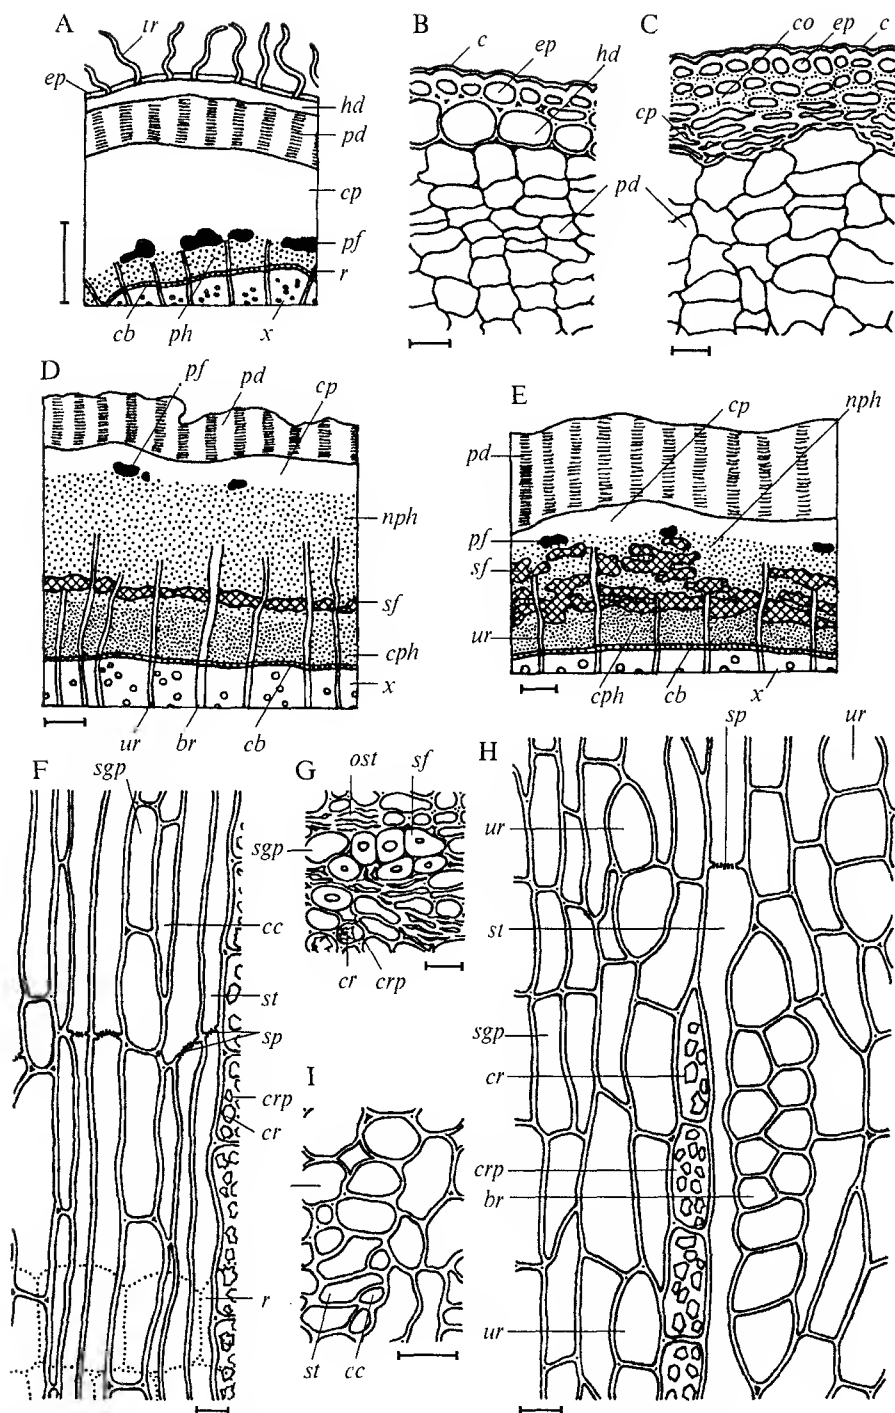 A
tr
ep
hd
pd
cp
pf
r
cb ph x
B
c
ep
hd
C
co ep c
cp
pd
D
pf pd cp
nph
sf
cph
x
ur br cb
E
cp nph
pd
pf
sf
ur
cph cb x
F
sgp
cc
st
sp
crp
cr
r
G
ost sf
sgp
cr crp
H
sp ur
ur
st
sgp
cr
crp
br
ur
I
st cc